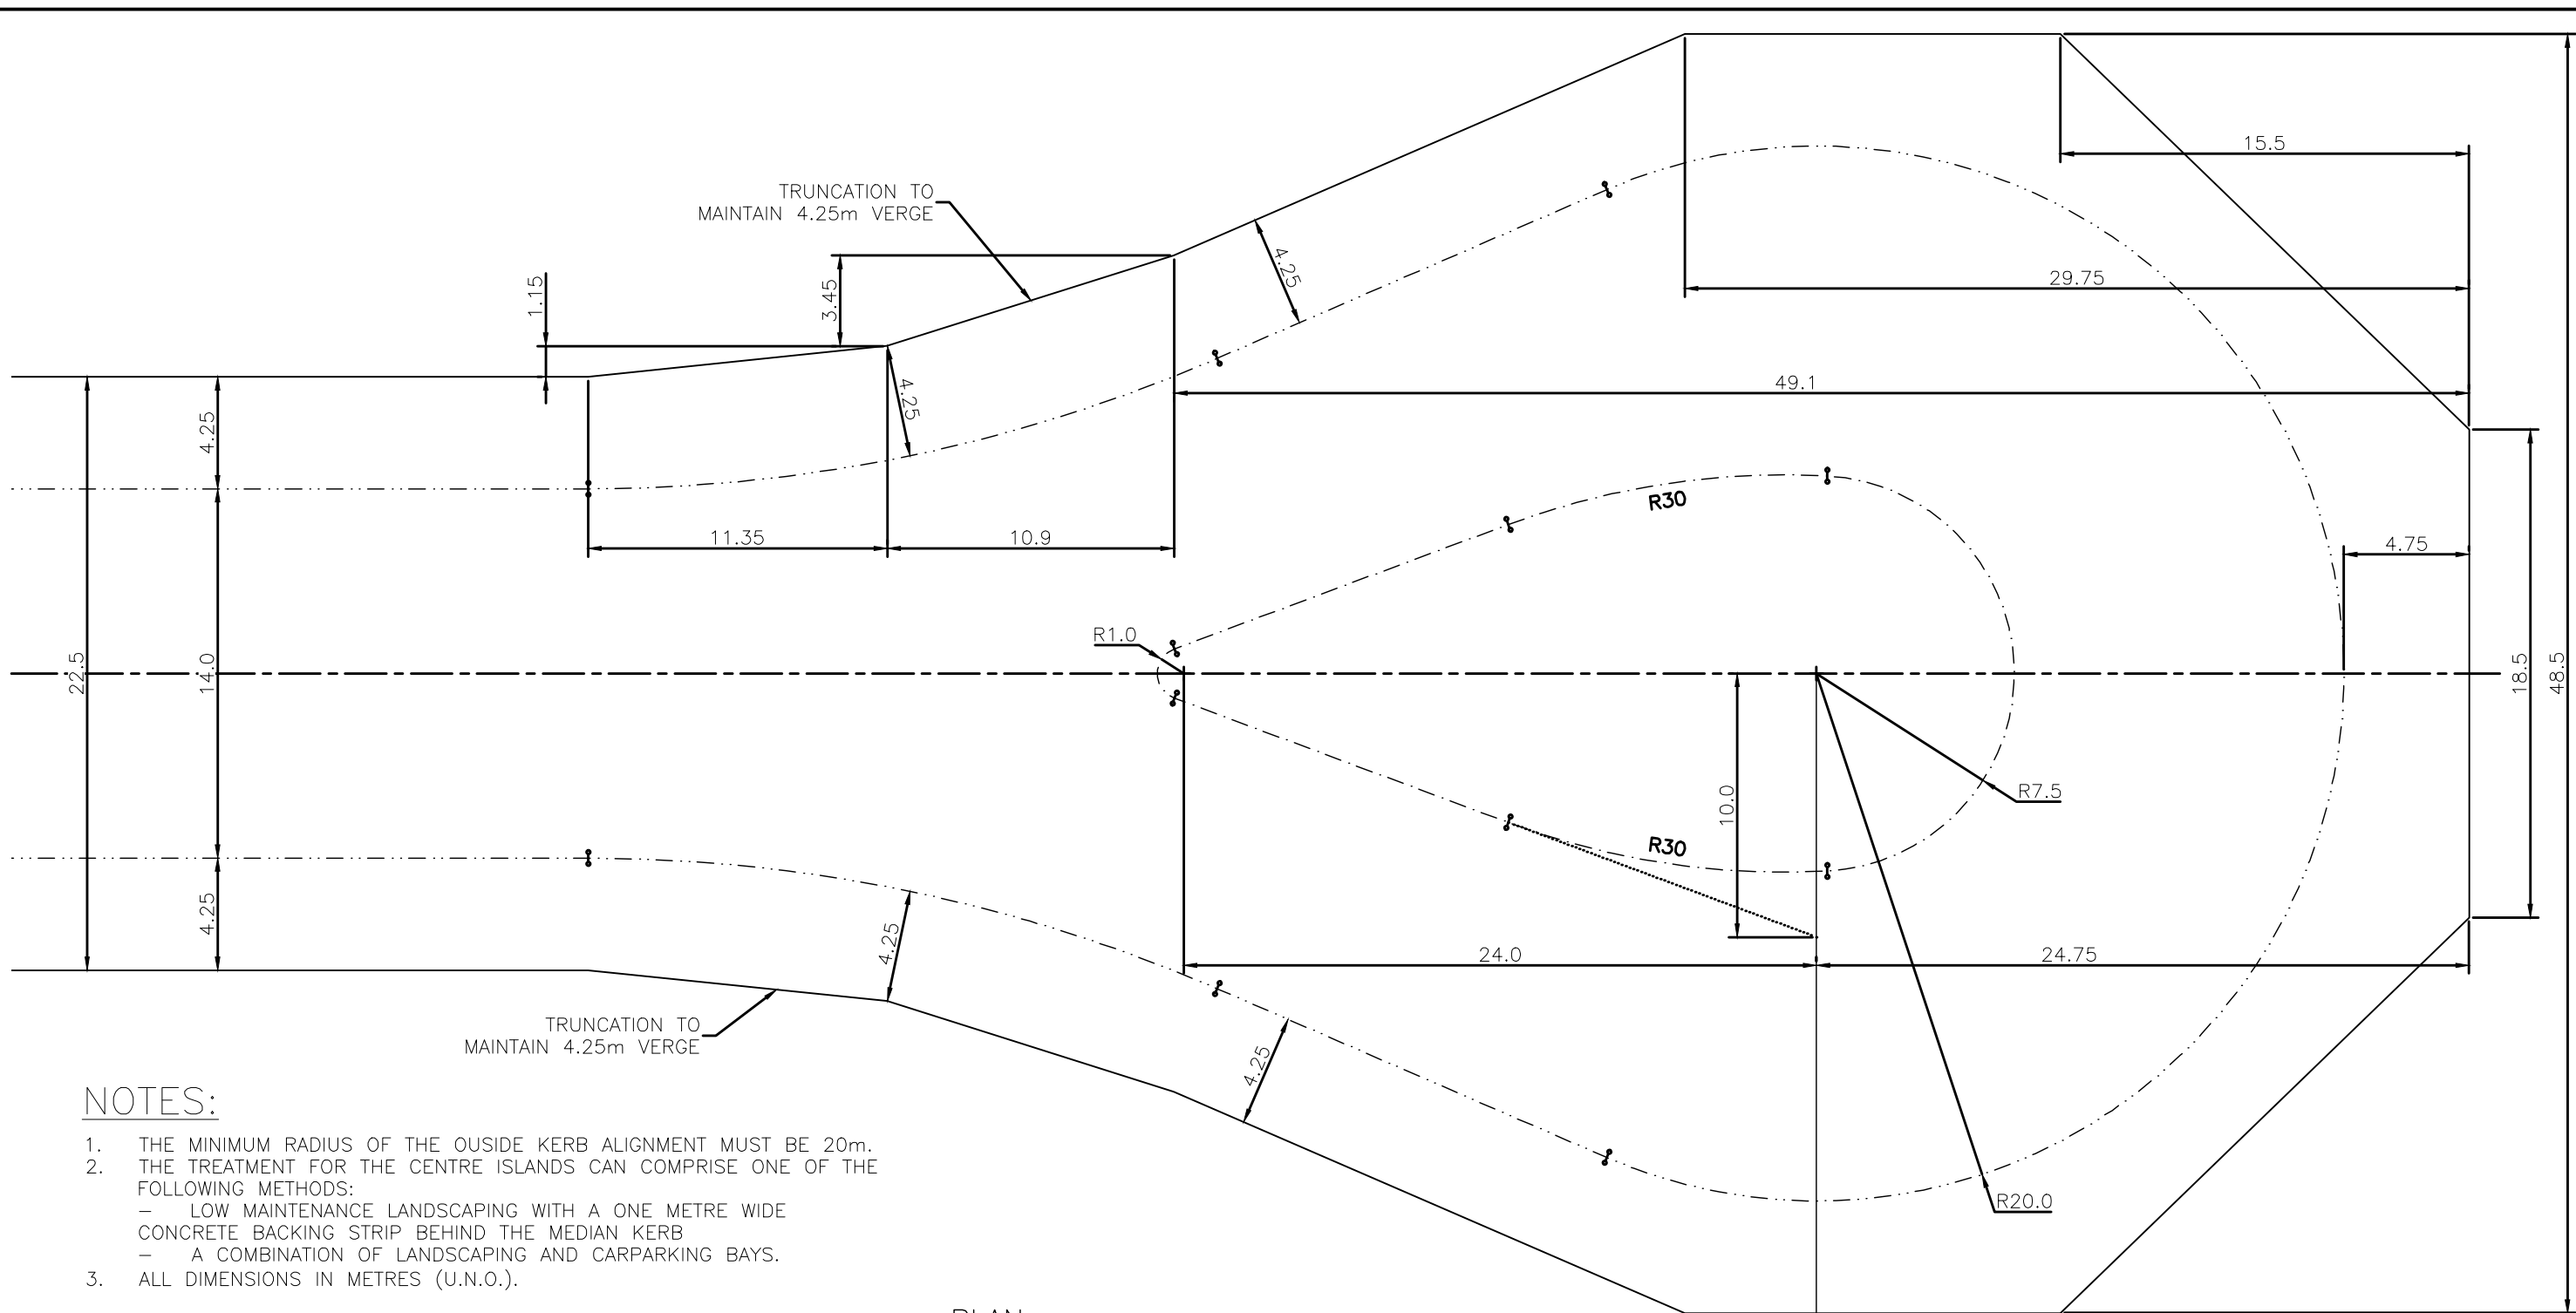 15.5
TRUNCATION TO
MAINTAIN 4.25m VERGE
4.25
29.75
1.15
3.45
49.1
4.25
4.25
R30
11.35
10.9
4.75
R1.0
22.5
14.0
18.5
48.5
10.0
R7.5
R30
4.25
4.25
24.0
24.75
TRUNCATION TO
MAINTAIN 4.25m VERGE
4.25
R20.0
NOTES:
1. THE MINIMUM RADIUS OF THE OUSIDE KERB ALIGNMENT MUST BE 20m.
2. THE TREATMENT FOR THE CENTRE ISLANDS CAN COMPRISE ONE OF THE
FOLLOWING METHODS:
– LOW MAINTENANCE LANDSCAPING WITH A ONE METRE WIDE
CONCRETE BACKING STRIP BEHIND THE MEDIAN KERB
– A COMBINATION OF LANDSCAPING AND CARPARKING BAYS.
3. ALL DIMENSIONS IN METRES (U.N.O.).
PLAN